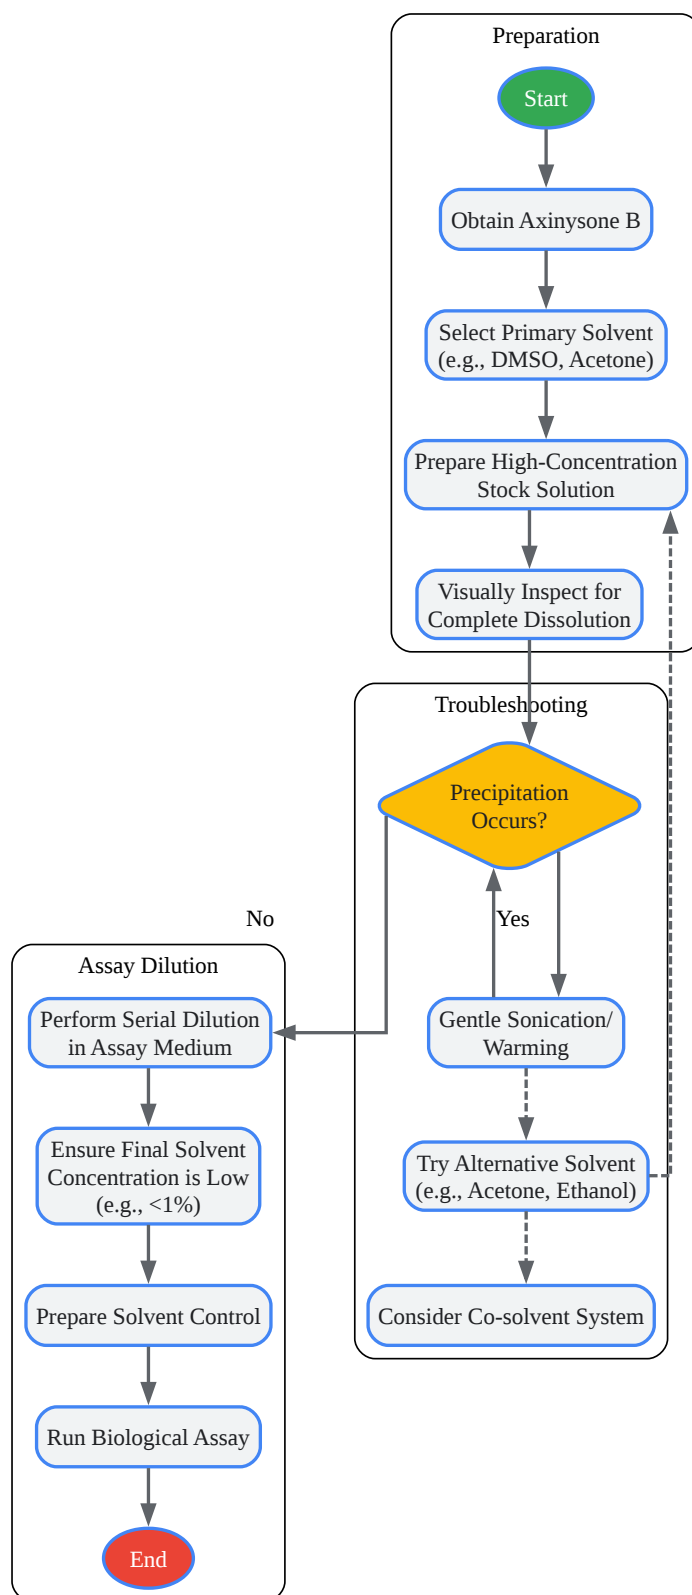 Preparation
Start
Obtain Axinysone B
Select Primary Solvent
(e.g., DMSO, Acetone)
Prepare High-Concentration
Stock Solution
Visually Inspect for
Complete Dissolution
Troubleshooting
Precipitation
Occurs?
No
Yes
Assay Dilution
Perform Serial Dilution
in Assay Medium
Gentle Sonication/
Warming
Ensure Final Solvent
Concentration is Low
(e.g., <1%)
Try Alternative Solvent
(e.g., Acetone, Ethanol)
Prepare Solvent Control
Consider Co-solvent System
Run Biological Assay
End